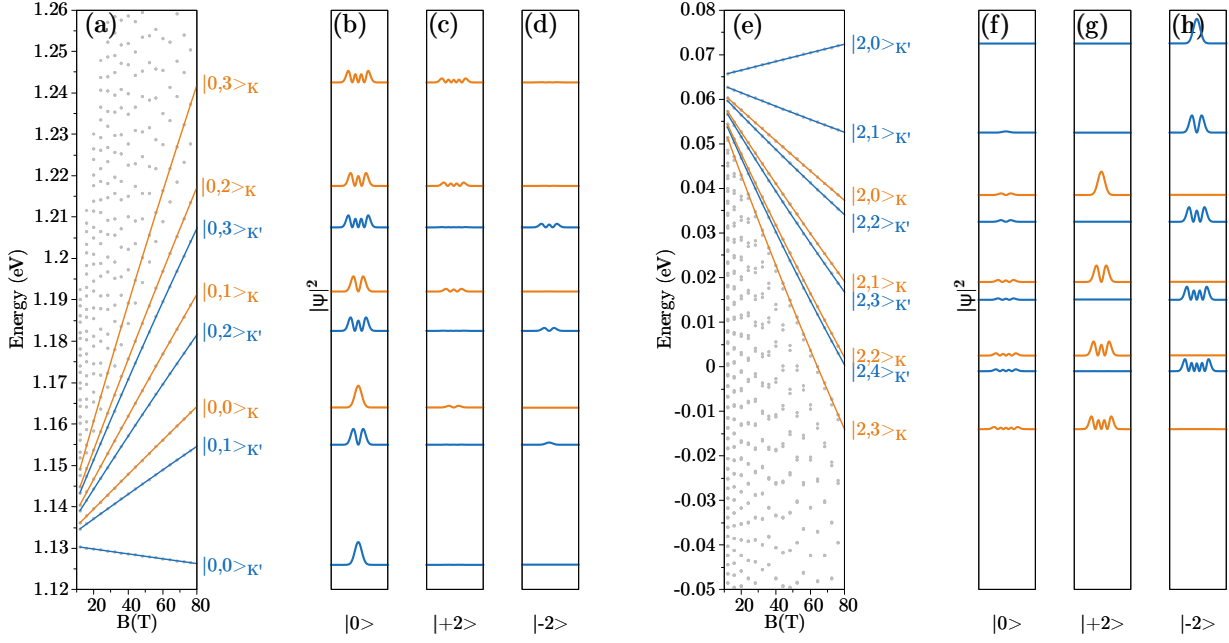 (a)
Energy (eV)
1.26
1.25
1.24
1.23
1.22
1.21
1.2
1.19
1.18
1.17
1.16
1.15
1.14
1.13
1.12
20 40 60 80
B(T)
|0,3>K
|0,2>K
|0,3>K'
|0,1>K
|0,2>K'
|0,0>K
|0,1>K'
|0,0>K'
|ψ|²
(b)
|0>
(c)
|+2>
(d)
|-2>
(e)
Energy (eV)
0.08
0.07
0.06
0.05
0.04
0.03
0.02
0.01
0
-0.01
-0.02
-0.03
-0.04
-0.05
20 40 60 80
B(T)
|2,0>K'
|2,1>K'
|2,0>K
|2,2>K'
|2,1>K
|2,3>K'
|2,2>K
|2,4>K'
|2,3>K
|ψ|²
(f)
|0>
(g)
|+2>
(h)
|-2>